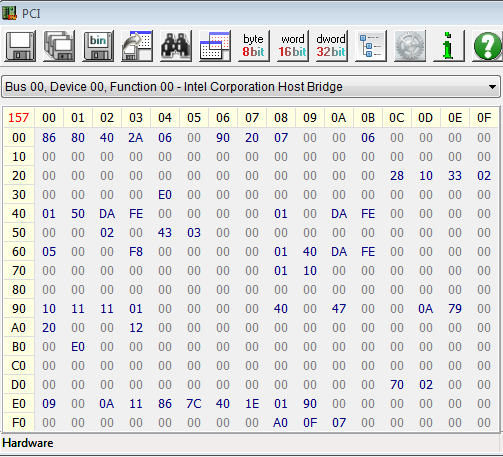 PCI
bin byte 8bit word 16bit dword 32bit
Bus 00, Device 00, Function 00 - Intel Corporation Host Bridge
157 00 01 02 03 04 05 06 07 08 09 0A 0B 0C 0D 0E 0F
00 86 80 40 2A 06 00 90 20 07 00 00 06 00 00 00 00
10 00 00 00 00 00 00 00 00 00 00 00 00 00 00 00 00
20 00 00 00 00 00 00 00 00 00 00 00 00 28 10 33 02
30 00 00 00 00 E0 00 00 00 00 00 00 00 00 00 00 00
40 01 50 DA FE 00 00 00 00 01 00 DA FE 00 00 00 00
50 00 00 02 00 43 03 00 00 00 00 00 00 00 00 00 00
60 05 00 00 F8 00 00 00 00 01 40 DA FE 00 00 00 00
70 00 00 00 00 00 00 00 00 01 10 00 00 00 00 00 00
80 00 00 00 00 00 00 00 00 00 00 00 00 00 00 00 00
90 10 11 11 01 00 00 00 00 40 00 47 00 00 0A 79 00
A0 20 00 00 12 00 00 00 00 00 00 00 00 00 00 00 00
B0 00 E0 00 00 00 00 00 00 00 00 00 00 00 00 00 00
C0 00 00 00 00 00 00 00 00 00 00 00 00 00 00 00 00
D0 00 00 00 00 00 00 00 00 00 00 00 00 70 02 00 00
E0 09 00 0A 11 86 7C 40 1E 01 90 00 00 00 00 00 00
F0 00 00 00 00 00 00 00 00 A0 0F 07 00 00 00 00 00
Hardware